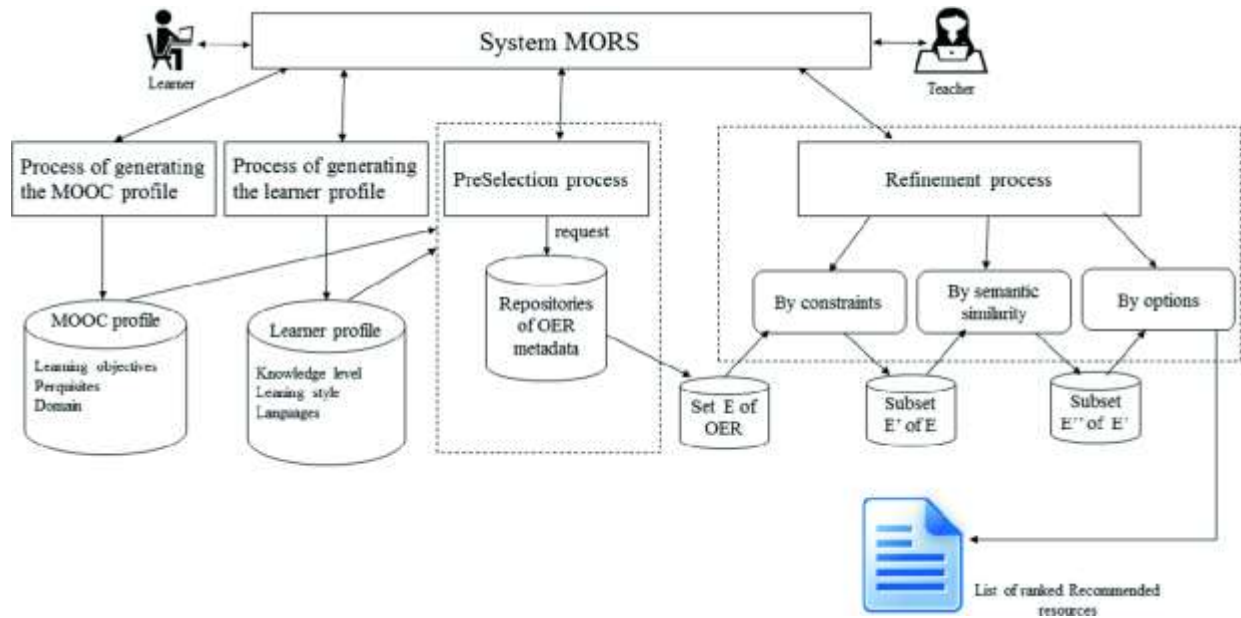 System MORS
Learner
Teacher
Process of generating
the MOOC profile
Process of generating
the learner profile
PreSelection process
Refinement process
request
MOOC profile
Learning objectives
Perquisites
Domain
Learner profile
Knowledge level
Leaning style
Languages
Repositories
of OER
metadata
By constraints
By semantic
similarity
By options
Set E of
OER
Subset
E’ of E
Subset
E’’ of E’
List of ranked Recommended
resources